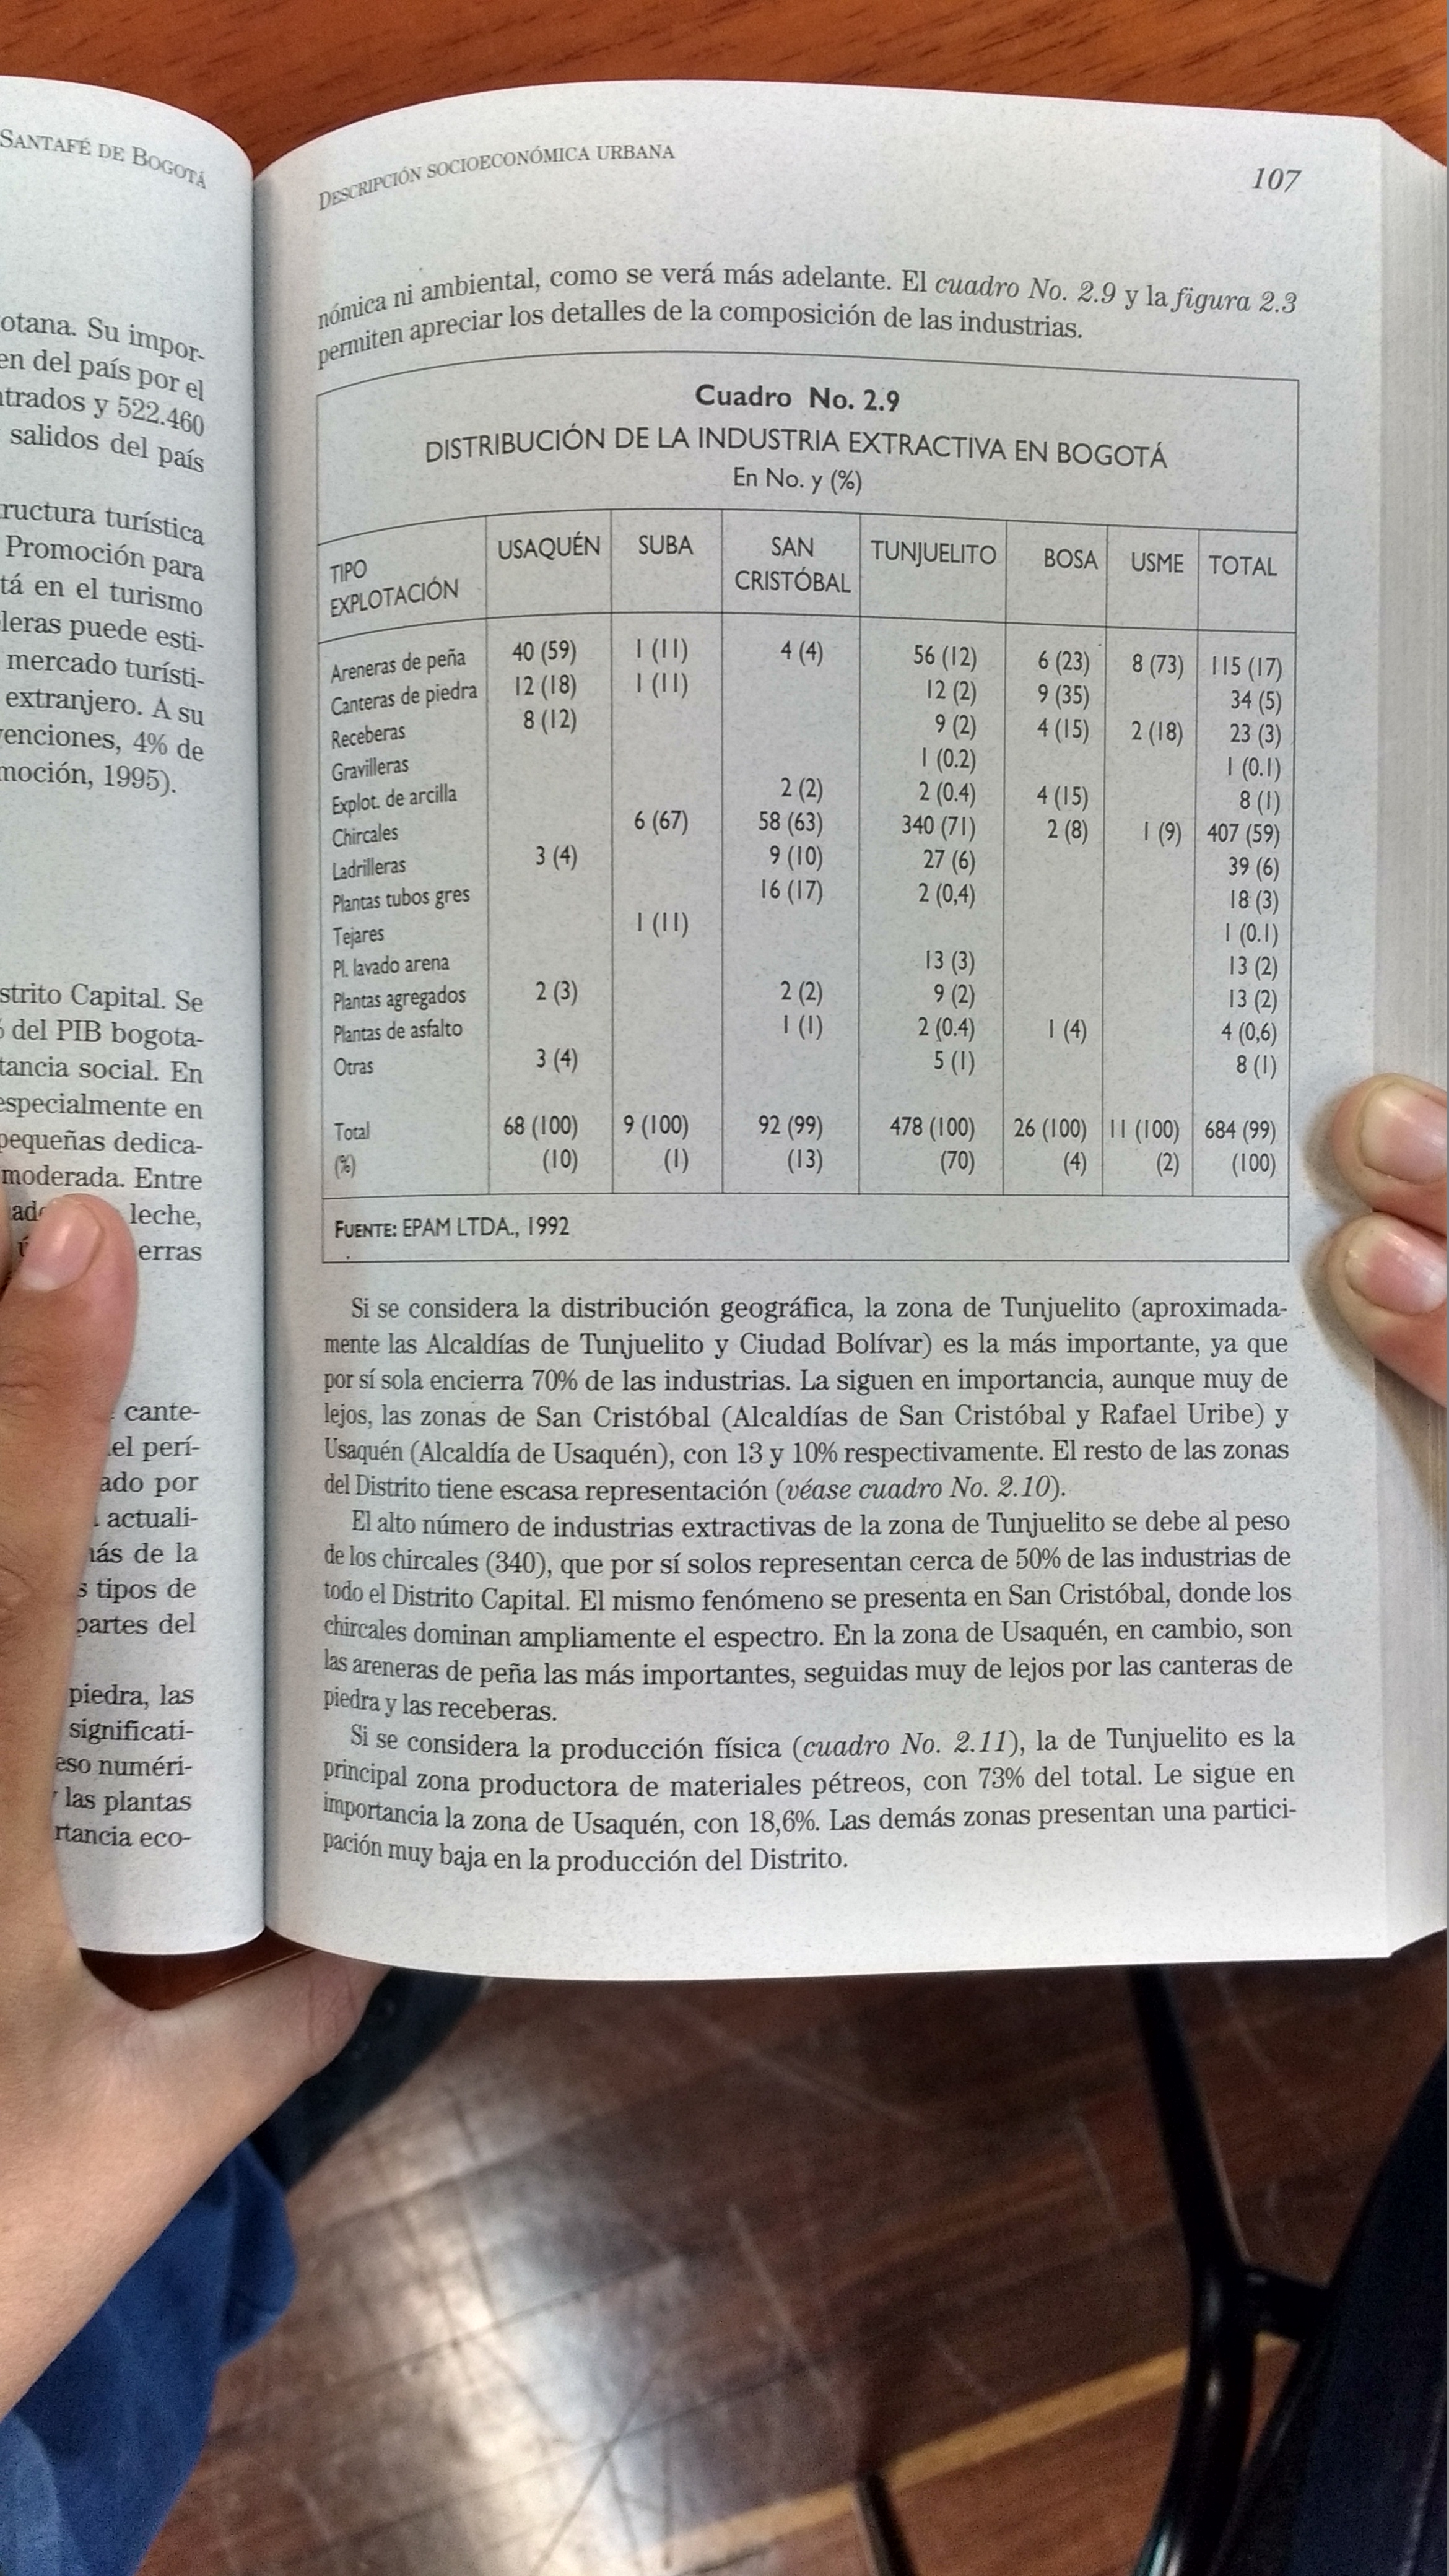 SANTAFÉ DE BOGOTÁ
otana. Su impor-
en del país por el
trados y 522.460
salidos del país
ructura turística
Promoción para
tá en el turismo
leras puede esti-
mercado turísti-
extranjero. A su
venciones, 4% de
moción, 1995).
strito Capital. Se
del PIB bogota-
tancia social. En
especialmente en
pequeñas dedica-
moderada. Entre
leche,
erras
cante-
el perí-
ado por
actuali-
más de la
s tipos de
partes del
piedra, las
significati-
eso numéri-
las plantas
rtancia eco-
DESCRIPCIÓN SOCIOECONÓMICA URBANA
107
nómica ni ambiental, como se verá más adelante. El cuadro No. 2.9 y la figura 2.3
permiten apreciar los detalles de la composición de las industrias.
Cuadro No. 2.9
DISTRIBUCIÓN DE LA INDUSTRIA EXTRACTIVA EN BOGOTÁ
En No. y (%)
TIPO EXPLOTACIÓN USAQUÉN SUBA SAN CRISTÓBAL TUNJUELITO BOSA USME TOTAL
Areneras de peña 40 (59) 1 (11) 4 (4) 56 (12) 6 (23) 8 (73) 115 (17)
Canteras de piedra 12 (18) 1 (11) 12 (2) 9 (35) 34 (5)
Receberas 8 (12) 9 (2) 4 (15) 2 (18) 23 (3)
Gravilleras 1 (0.2) 1 (0.1)
Explot. de arcilla 2 (2) 2 (0.4) 4 (15) 8 (1)
Chircales 6 (67) 58 (63) 340 (71) 2 (8) 1 (9) 407 (59)
Ladrilleras 3 (4) 9 (10) 27 (6) 39 (6)
Plantas tubos gres 16 (17) 2 (0,4) 18 (3)
Tejares 1 (11) 1 (0.1)
Pl. lavado arena 13 (3) 13 (2)
Plantas agregados 2 (3) 2 (2) 9 (2) 13 (2)
Plantas de asfalto 1 (1) 2 (0.4) 1 (4) 4 (0,6)
Otras 3 (4) 5 (1) 8 (1)
Total 68 (100) 9 (100) 92 (99) 478 (100) 26 (100) 11 (100) 684 (99)
(%) (10) (1) (13) (70) (4) (2) (100)
FUENTE: EPAM LTDA., 1992
Si se considera la distribución geográfica, la zona de Tunjuelito (aproximada-
mente las Alcaldías de Tunjuelito y Ciudad Bolívar) es la más importante, ya que
por sí sola encierra 70% de las industrias. La siguen en importancia, aunque muy de
lejos, las zonas de San Cristóbal (Alcaldías de San Cristóbal y Rafael Uribe) y
Usaquén (Alcaldía de Usaquén), con 13 y 10% respectivamente. El resto de las zonas
del Distrito tiene escasa representación (véase cuadro No. 2.10).
El alto número de industrias extractivas de la zona de Tunjuelito se debe al peso
de los chircales (340), que por sí solos representan cerca de 50% de las industrias de
todo el Distrito Capital. El mismo fenómeno se presenta en San Cristóbal, donde los
chircales dominan ampliamente el espectro. En la zona de Usaquén, en cambio, son
las areneras de peña las más importantes, seguidas muy de lejos por las canteras de
piedra y las receberas.
Si se considera la producción física (cuadro No. 2.11), la de Tunjuelito es la
principal zona productora de materiales pétreos, con 73% del total. Le sigue en
importancia la zona de Usaquén, con 18,6%. Las demás zonas presentan una partici-
pación muy baja en la producción del Distrito.